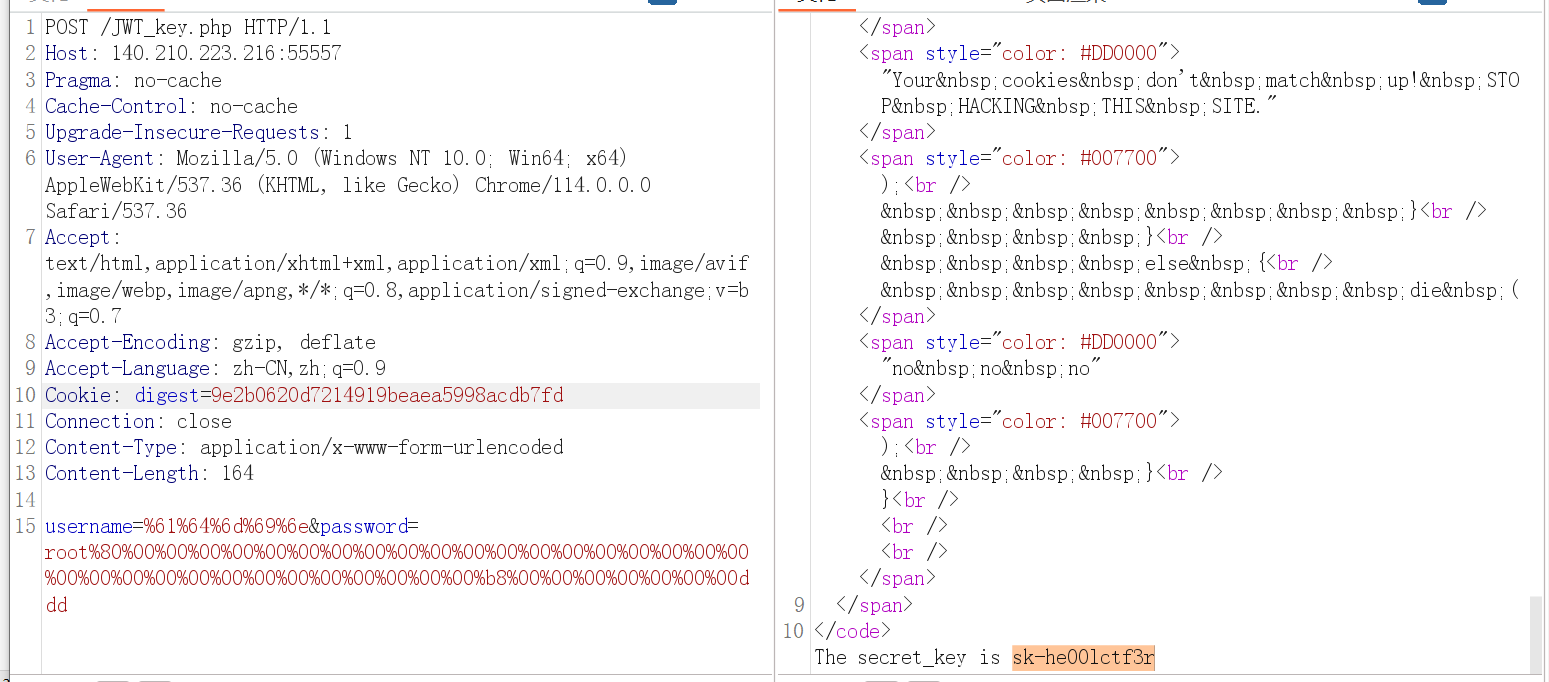 1 POST /JWT_key.php HTTP/1.1
2 Host: 140.210.223.216:55557
3 Pragma: no-cache
4 Cache-Control: no-cache
5 Upgrade-Insecure-Requests: 1
6 User-Agent: Mozilla/5.0 (Windows NT 10.0; Win64; x64)
AppleWebKit/537.36 (KHTML, like Gecko) Chrome/114.0.0.0
Safari/537.36
7 Accept:
text/html,application/xhtml+xml,application/xml;q=0.9,image/avif
,image/webp,image/apng,*/*;q=0.8,application/signed-exchange;v=b
3;q=0.7
8 Accept-Encoding: gzip, deflate
9 Accept-Language: zh-CN,zh;q=0.9
10 Cookie: digest=9e2b0620d7214919beaea5998acdb7fd
11 Connection: close
12 Content-Type: application/x-www-form-urlencoded
13 Content-Length: 164
14
15 username=%61%64%6d%69%6e&password=
root%80%00%00%00%00%00%00%00%00%00%00%00%00%00%00%00%00%00%00
%00%00%00%00%00%00%00%00%00%00%00%00%00%b8%00%00%00%00%00%00%00d
dd
</span>
<span style="color: #DD0000">
"Your&nbsp;cookies&nbsp;don't&nbsp;match&nbsp;up!&nbsp;STO
P&nbsp;HACKING&nbsp;THIS&nbsp;SITE."
</span>
<span style="color: #007700">
);<br />
&nbsp;&nbsp;&nbsp;&nbsp;&nbsp;&nbsp;&nbsp;&nbsp;}<br />
&nbsp;&nbsp;&nbsp;&nbsp;}<br />
&nbsp;&nbsp;&nbsp;&nbsp;else&nbsp;{<br />
&nbsp;&nbsp;&nbsp;&nbsp;&nbsp;&nbsp;&nbsp;&nbsp;die&nbsp;(
</span>
<span style="color: #DD0000">
"no&nbsp;no&nbsp;no"
</span>
<span style="color: #007700">
);<br />
&nbsp;&nbsp;&nbsp;&nbsp;}<br />
}<br />
<br />
<br />
</span>
9 </span>
10 </code>
The secret_key is sk-he00lctf3r